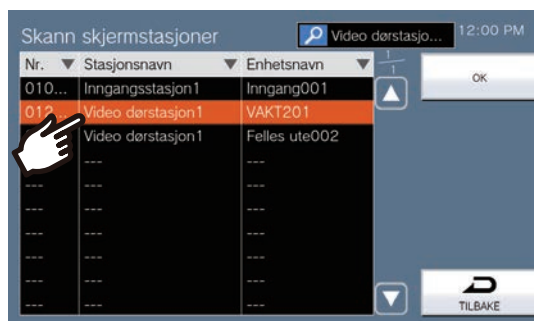 Skann skjermstasjoner Video dørstasjo... 12:00 PM
Nr. Stasjonsnavn Enhetsnavn 1/1
OK
010... Inngangsstasjon1 Inngang001
012... Video dørstasjon1 VAKT201
Video dørstasjon1 Felles ute002
--- ---
--- --- ---
--- --- ---
--- --- ---
--- --- ---
--- --- ---
--- --- ---
TILBAKE